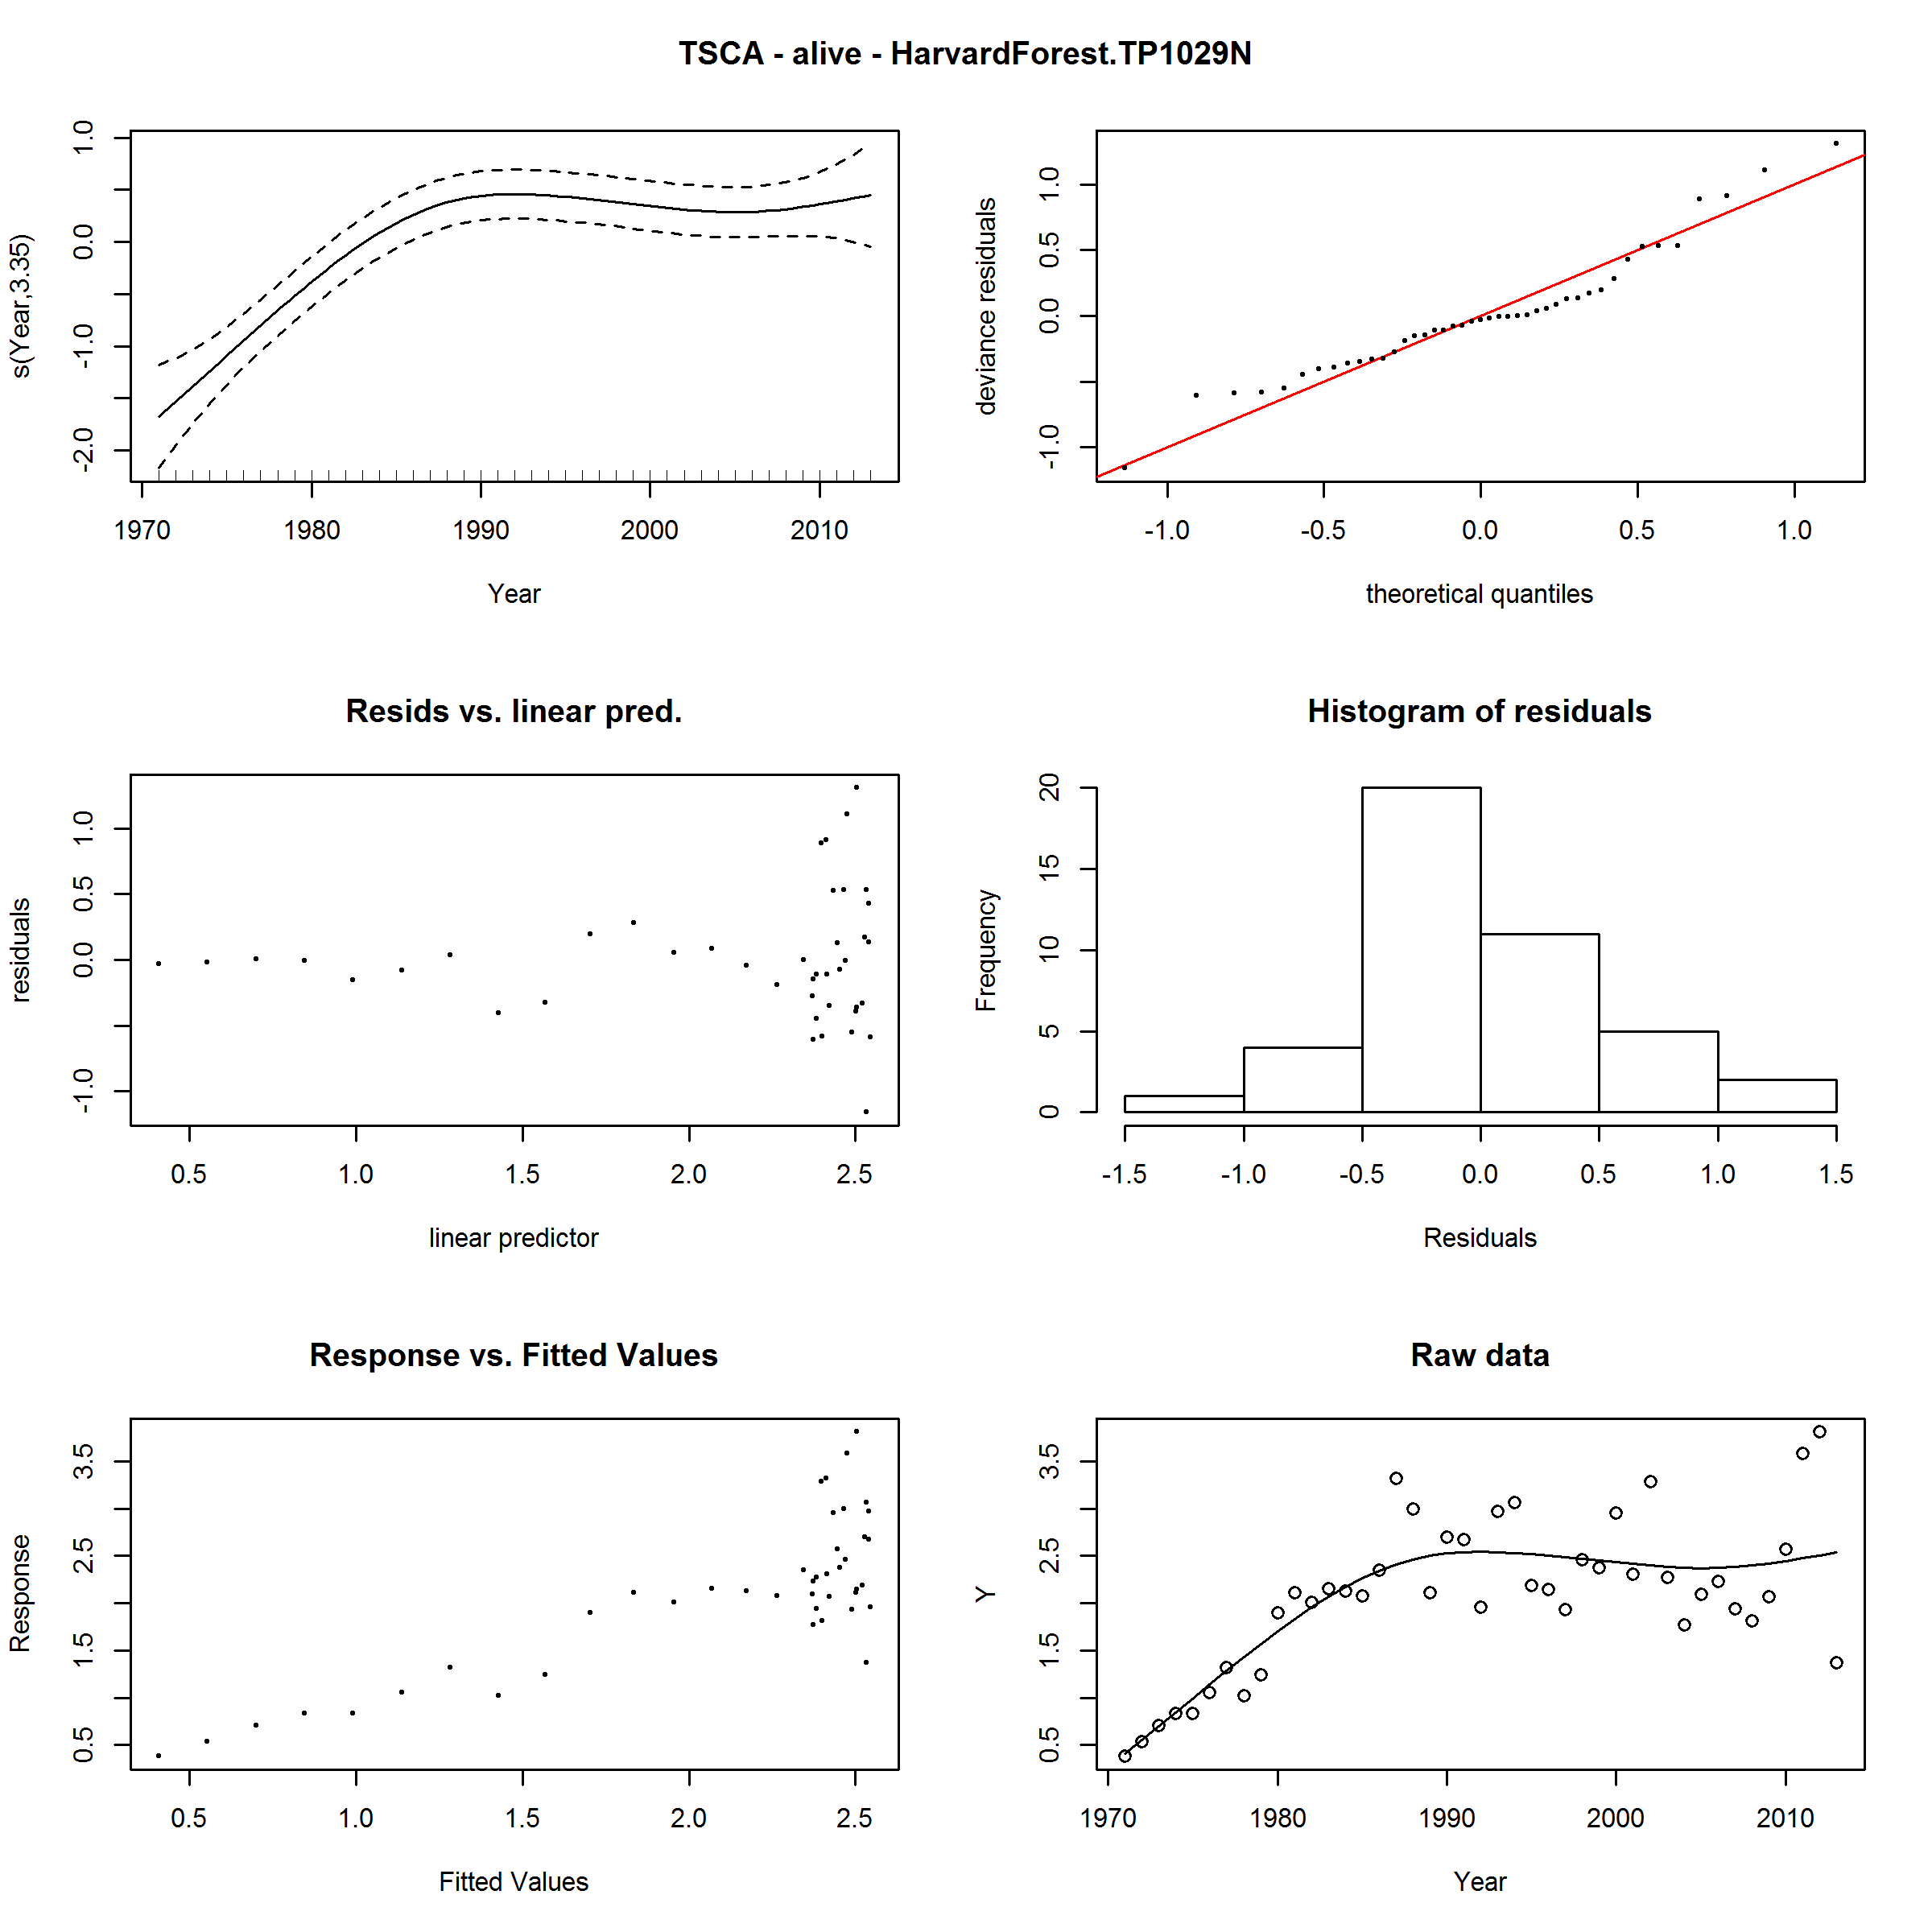 TSCA - alive - HarvardForest.TP1029N
s(Year,3.35)
1.0
0.0
-1.0
-2.0
1970 1980 1990 2000 2010
Year
deviance residuals
1.0
0.5
0.0
-1.0
-1.0 -0.5 0.0 0.5 1.0
theoretical quantiles
Resids vs. linear pred.
residuals
1.0
0.5
0.0
-1.0
0.5 1.0 1.5 2.0 2.5
linear predictor
Histogram of residuals
Frequency
20
15
10
5
0
-1.5 -1.0 -0.5 0.0 0.5 1.0 1.5
Residuals
Response vs. Fitted Values
Response
3.5
2.5
1.5
0.5
0.5 1.0 1.5 2.0 2.5
Fitted Values
Raw data
Y
3.5
2.5
1.5
0.5
1970 1980 1990 2000 2010
Year